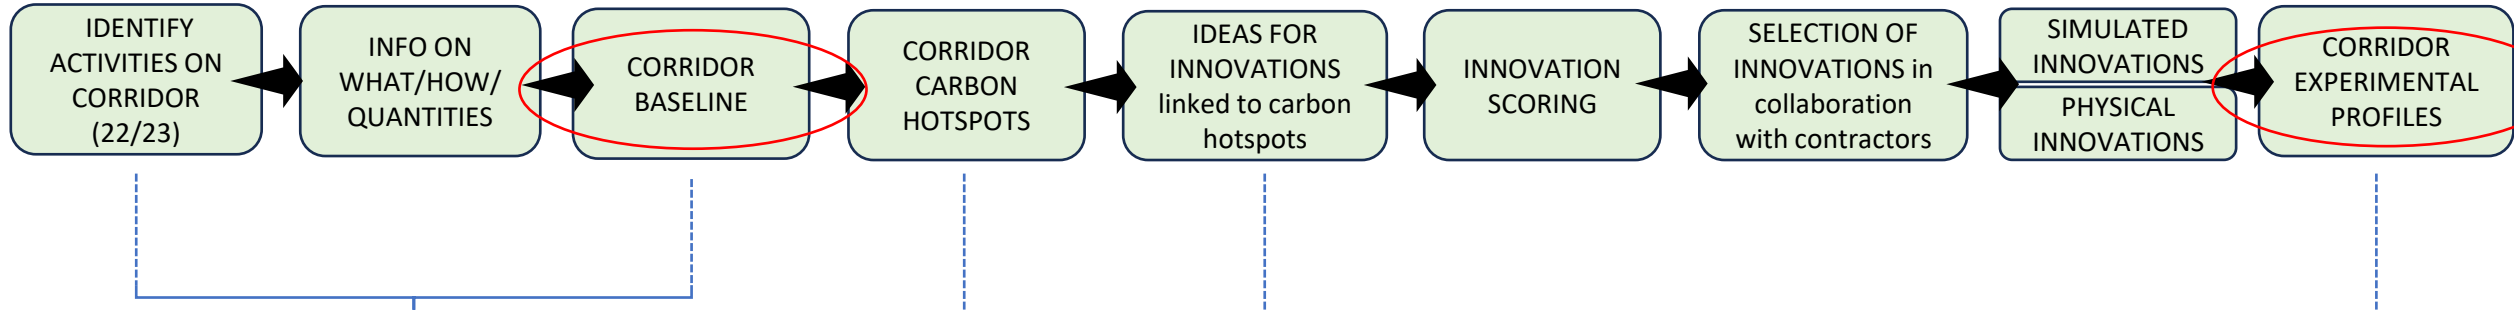 IDENTIFY
ACTIVITIES ON
CORRIDOR
(22/23)
INFO ON
WHAT/HOW/
QUANTITIES
CORRIDOR
BASELINE
CORRIDOR
CARBON
HOTSPOTS
IDEAS FOR
INNOVATIONS
linked to carbon
hotspots
INNOVATION
SCORING
SELECTION OF
INNOVATIONS in
collaboration
with contractors
SIMULATED
INNOVATIONS
PHYSICAL
INNOVATIONS
CORRIDOR
EXPERIMENTAL
PROFILES